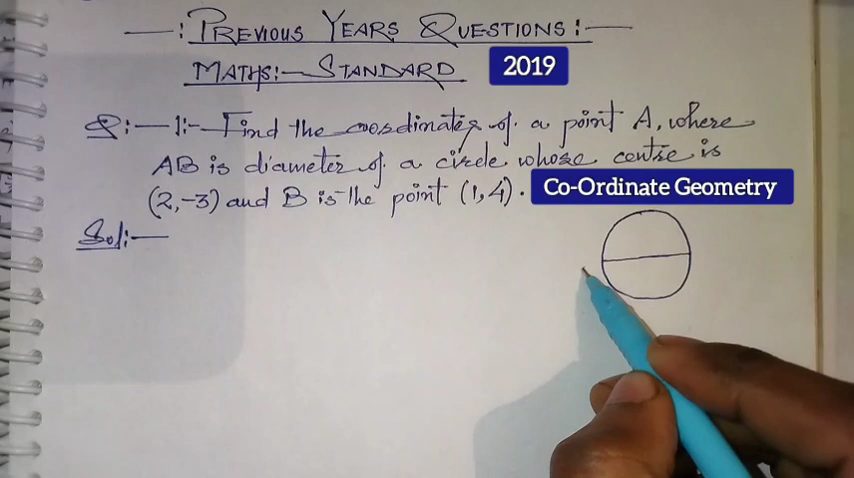 —: PREVIOUS YEARS QUESTIONS :—
MATHS:— STANDARD 2019
Q:— 1:— Find the coordinates of a point A, where
AB is diameter of a circle whose centre is
(2,-3) and B is the point (1,4). Co-Ordinate Geometry
Sol:—